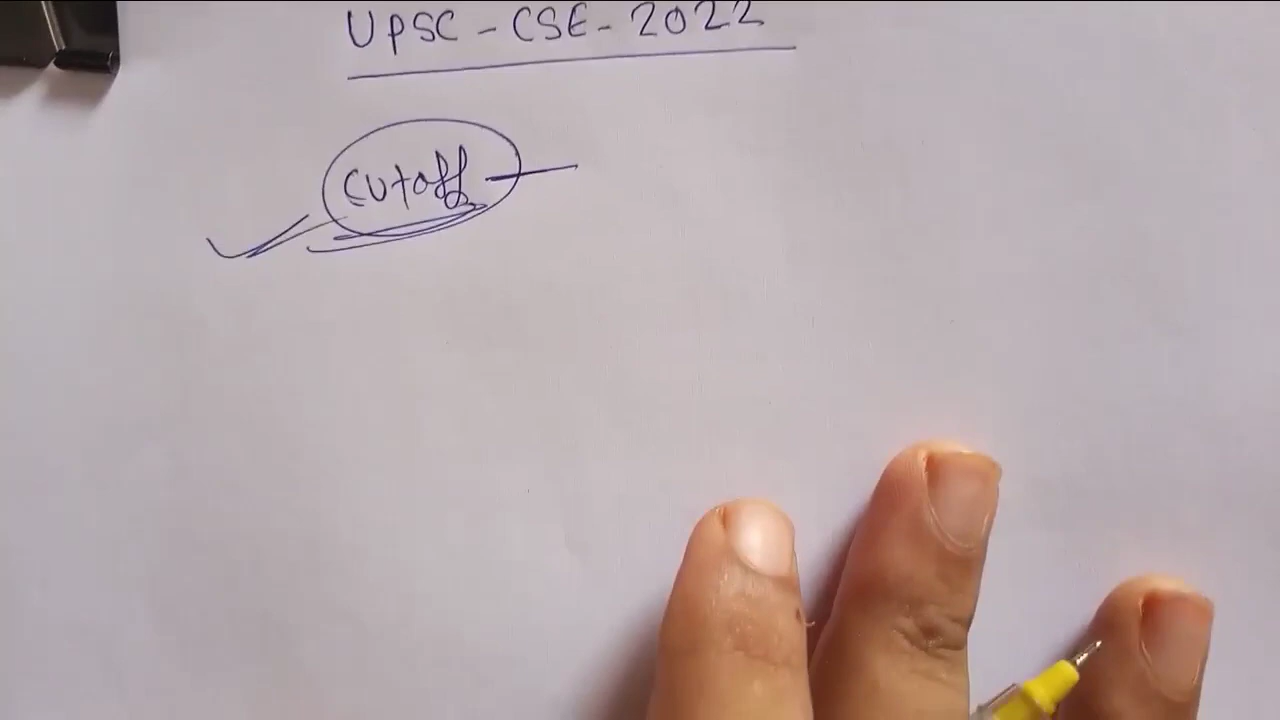 UPSC - CSE - 2022
cutoff —